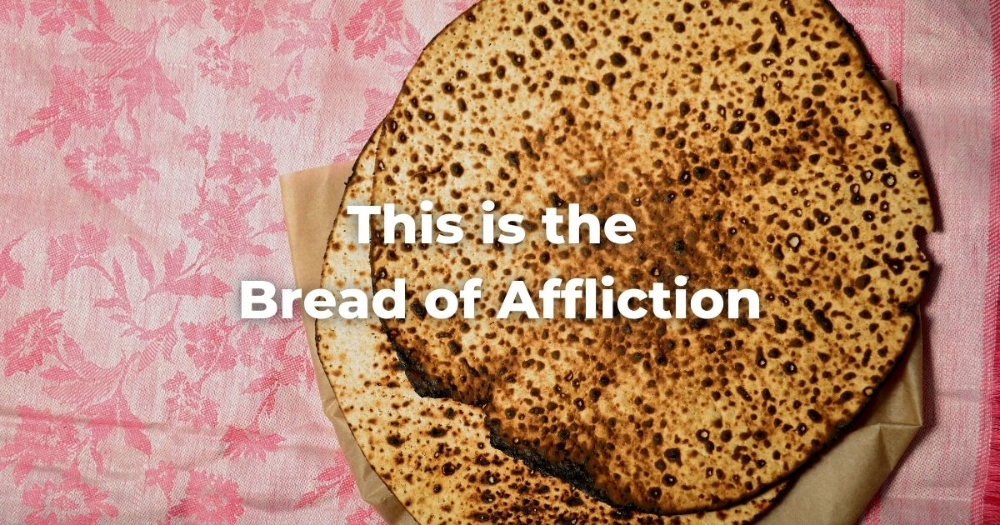 This is the
Bread of Affliction